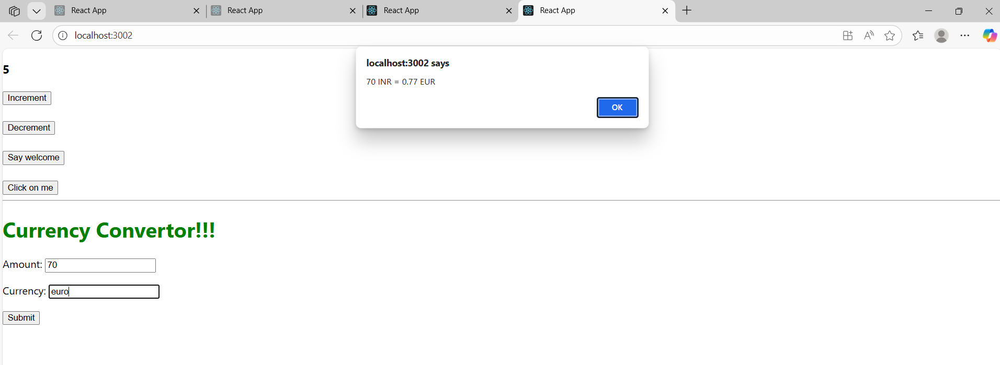 React App
React App
React App
React App
localhost:3002
localhost:3002 says
70 INR = 0.77 EUR
OK
5
Increment
Decrement
Say welcome
Click on me
Currency Convertor!!!
Amount: 70
Currency: euro
Submit